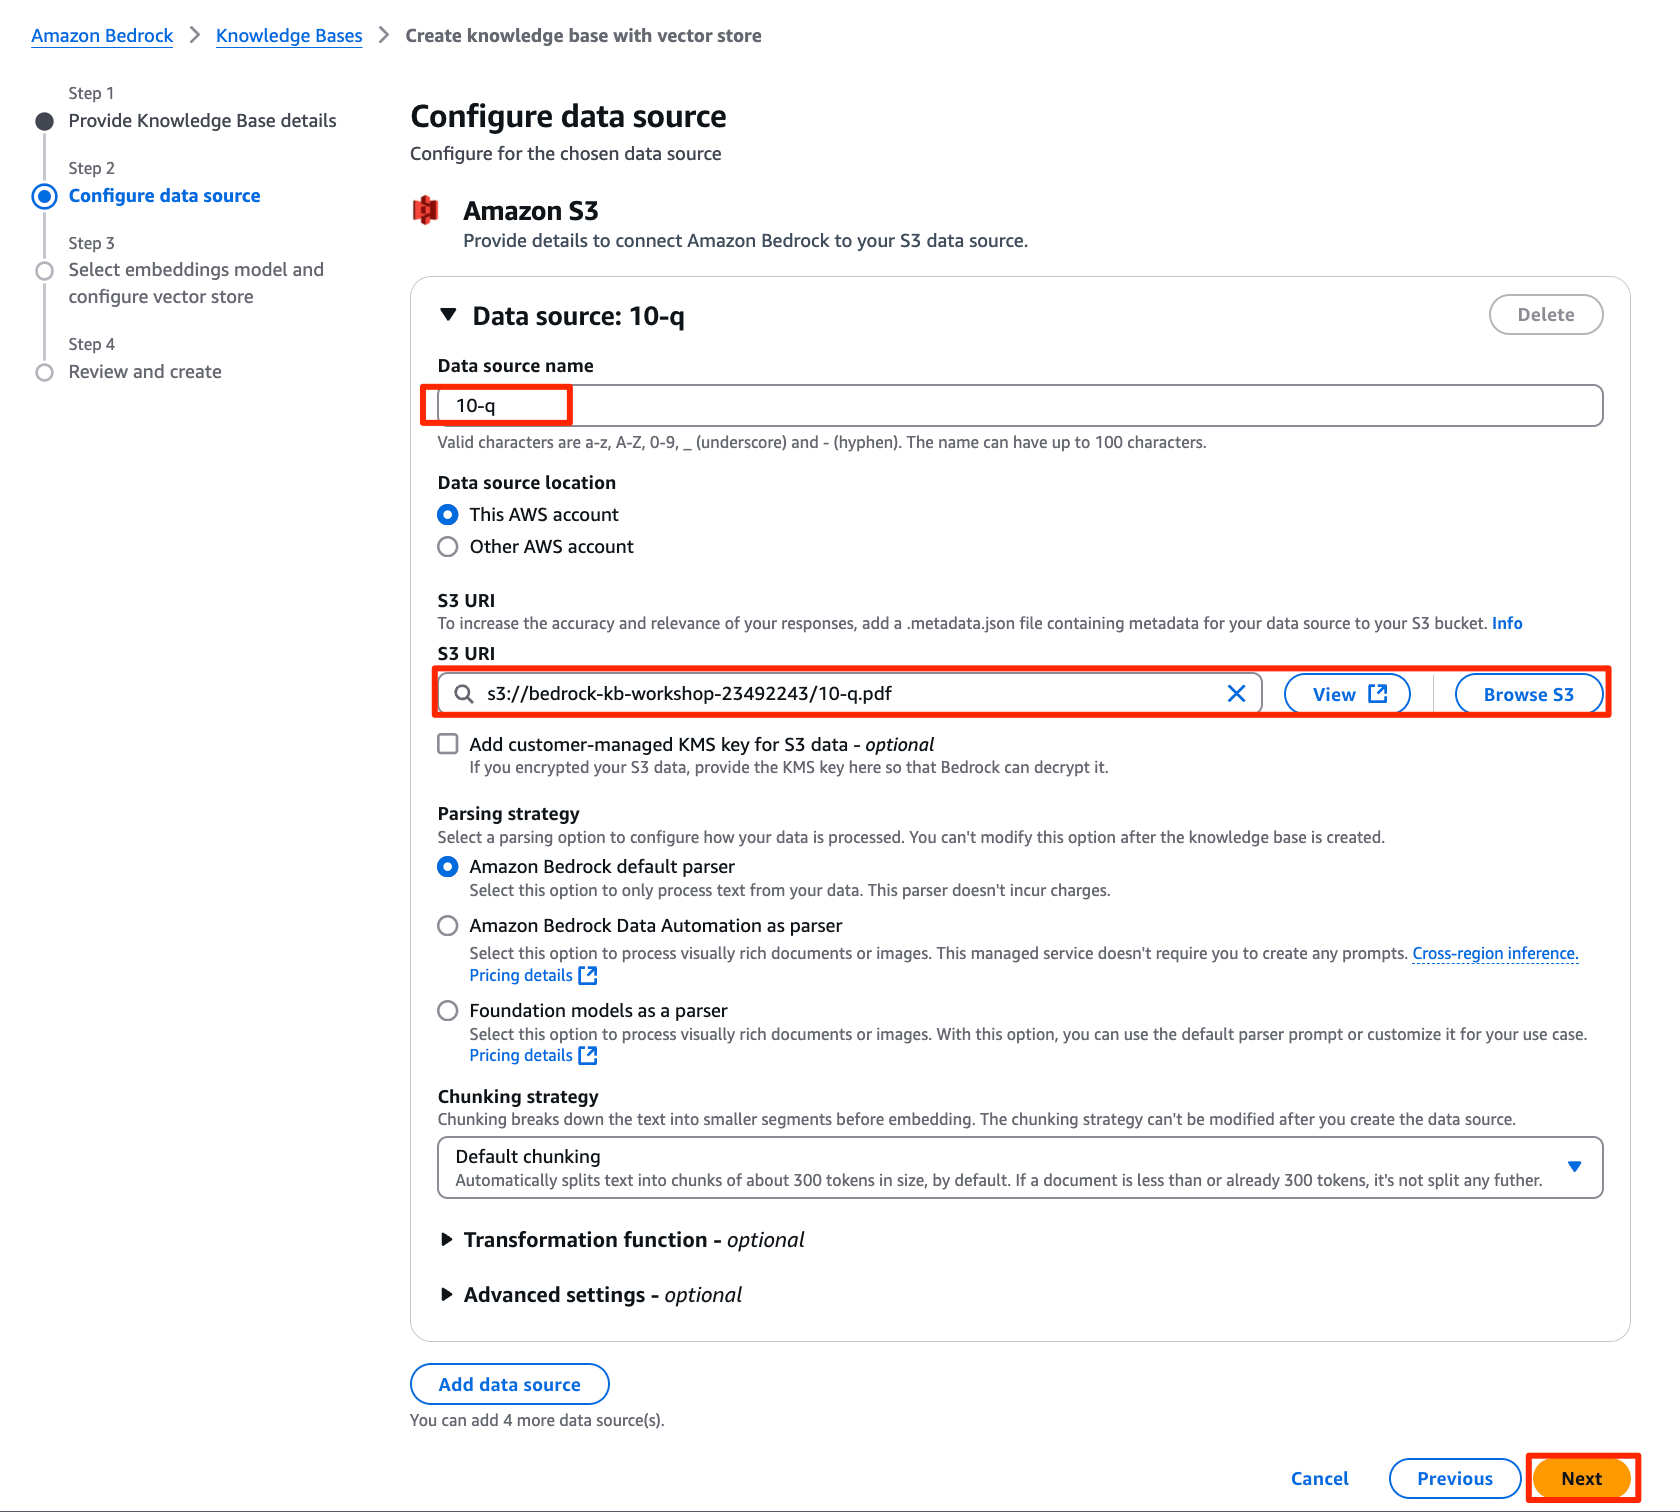 Amazon Bedrock > Knowledge Bases > Create knowledge base with vector store
Step 1
Provide Knowledge Base details
Step 2
Configure data source
Step 3
Select embeddings model and
configure vector store
Step 4
Review and create
Configure data source
Configure for the chosen data source
Amazon S3
Provide details to connect Amazon Bedrock to your S3 data source.
Data source: 10-q
Delete
Data source name
10-q
Valid characters are a-z, A-Z, 0-9, _ (underscore) and - (hyphen). The name can have up to 100 characters.
Data source location
This AWS account
Other AWS account
S3 URI
To increase the accuracy and relevance of your responses, add a .metadata.json file containing metadata for your data source to your S3 bucket. Info
S3 URI
s3://bedrock-kb-workshop-23492243/10-q.pdf
View
Browse S3
Add customer-managed KMS key for S3 data - optional
If you encrypted your S3 data, provide the KMS key here so that Bedrock can decrypt it.
Parsing strategy
Select a parsing option to configure how your data is processed. You can't modify this option after the knowledge base is created.
Amazon Bedrock default parser
Select this option to only process text from your data. This parser doesn't incur charges.
Amazon Bedrock Data Automation as parser
Select this option to process visually rich documents or images. This managed service doesn't require you to create any prompts. Cross-region inference.
Pricing details
Foundation models as a parser
Select this option to process visually rich documents or images. With this option, you can use the default parser prompt or customize it for your use case.
Pricing details
Chunking strategy
Chunking breaks down the text into smaller segments before embedding. The chunking strategy can't be modified after you create the data source.
Default chunking
Automatically splits text into chunks of about 300 tokens in size, by default. If a document is less than or already 300 tokens, it's not split any futher.
Transformation function - optional
Advanced settings - optional
Add data source
You can add 4 more data source(s).
Cancel
Previous
Next